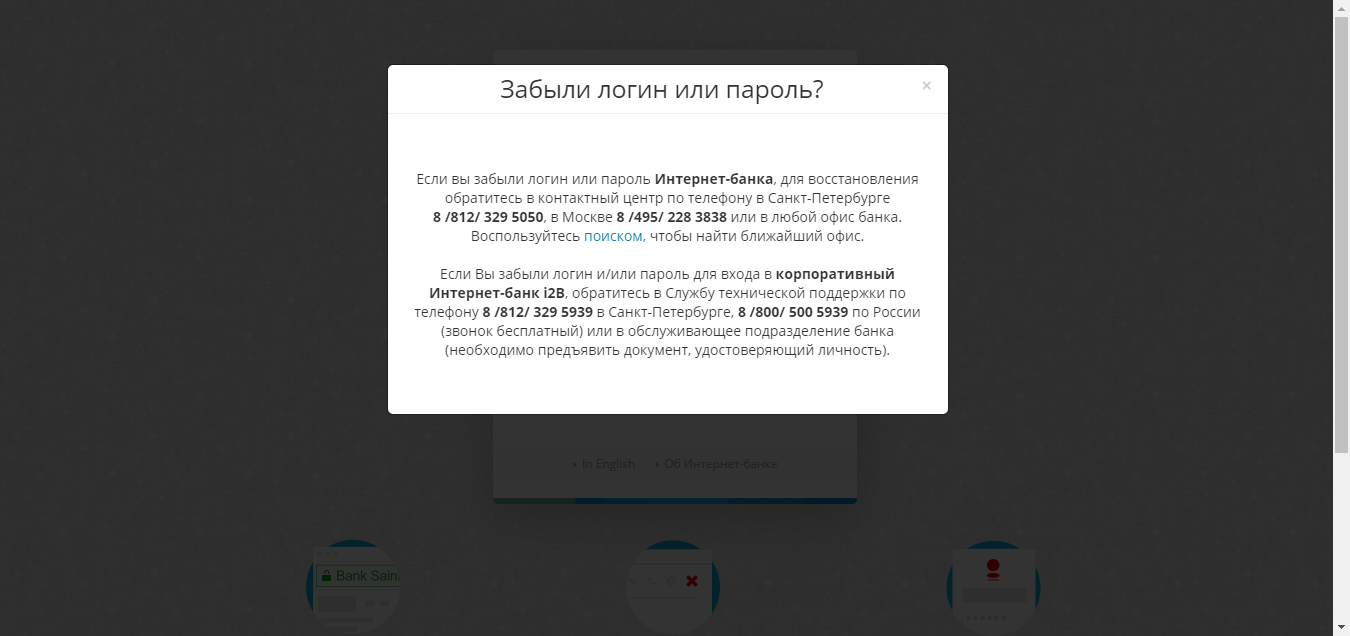 Забыли логин или пароль?
×
Если вы забыли логин или пароль Интернет-банка, для восстановления
обратитесь в контактный центр по телефону в Санкт-Петербурге
8 /812/ 329 5050, в Москве 8 /495/ 228 3838 или в любой офис банка.
Воспользуйтесь поиском, чтобы найти ближайший офис.
Если Вы забыли логин и/или пароль для входа в корпоративный
Интернет-банк i2B, обратитесь в Службу технической поддержки по
телефону 8 /812/ 329 5939 в Санкт-Петербурге, 8 /800/ 500 5939 по России
(звонок бесплатный) или в обслуживающее подразделение банка
(необходимо предъявить документ, удостоверяющий личность).
In English
Об Интернет-банке
Bank Sain